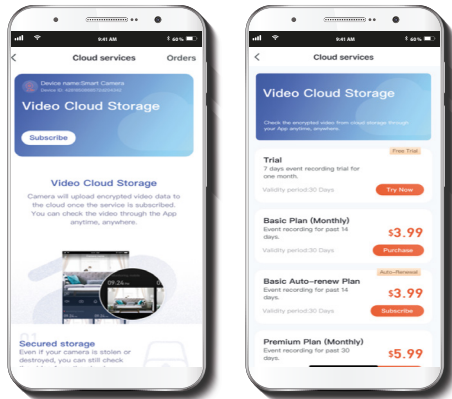 9:41 AM
60%
Cloud services
Orders
Device name:Smart Camera
Video Cloud Storage
Subscribe
Video Cloud Storage
Camera will upload encrypted video data to
the cloud once the service is subscribed.
You can check the video through the App
anytime, anywhere.
01
Secured storage
Even if your camera is stolen or
destroyed, you can still check
9:41 AM
60%
Cloud services
Video Cloud Storage
Check the encrypted video from cloud storage through
your App anytime, anywhere.
Free Trial
Trial
7 days event recording trial for
one month.
Validity period:30 Days
Try Now
Basic Plan (Monthly)
Event recording for past 14
days.
$3.99
Validity period:30 Days
Purchase
Auto-Renewal
Basic Auto-renew Plan
Event recording for past 14
days.
$3.99
Validity period:30 Days
Subscribe
Premium Plan (Monthly)
Event recording for past 30
days.
$5.99